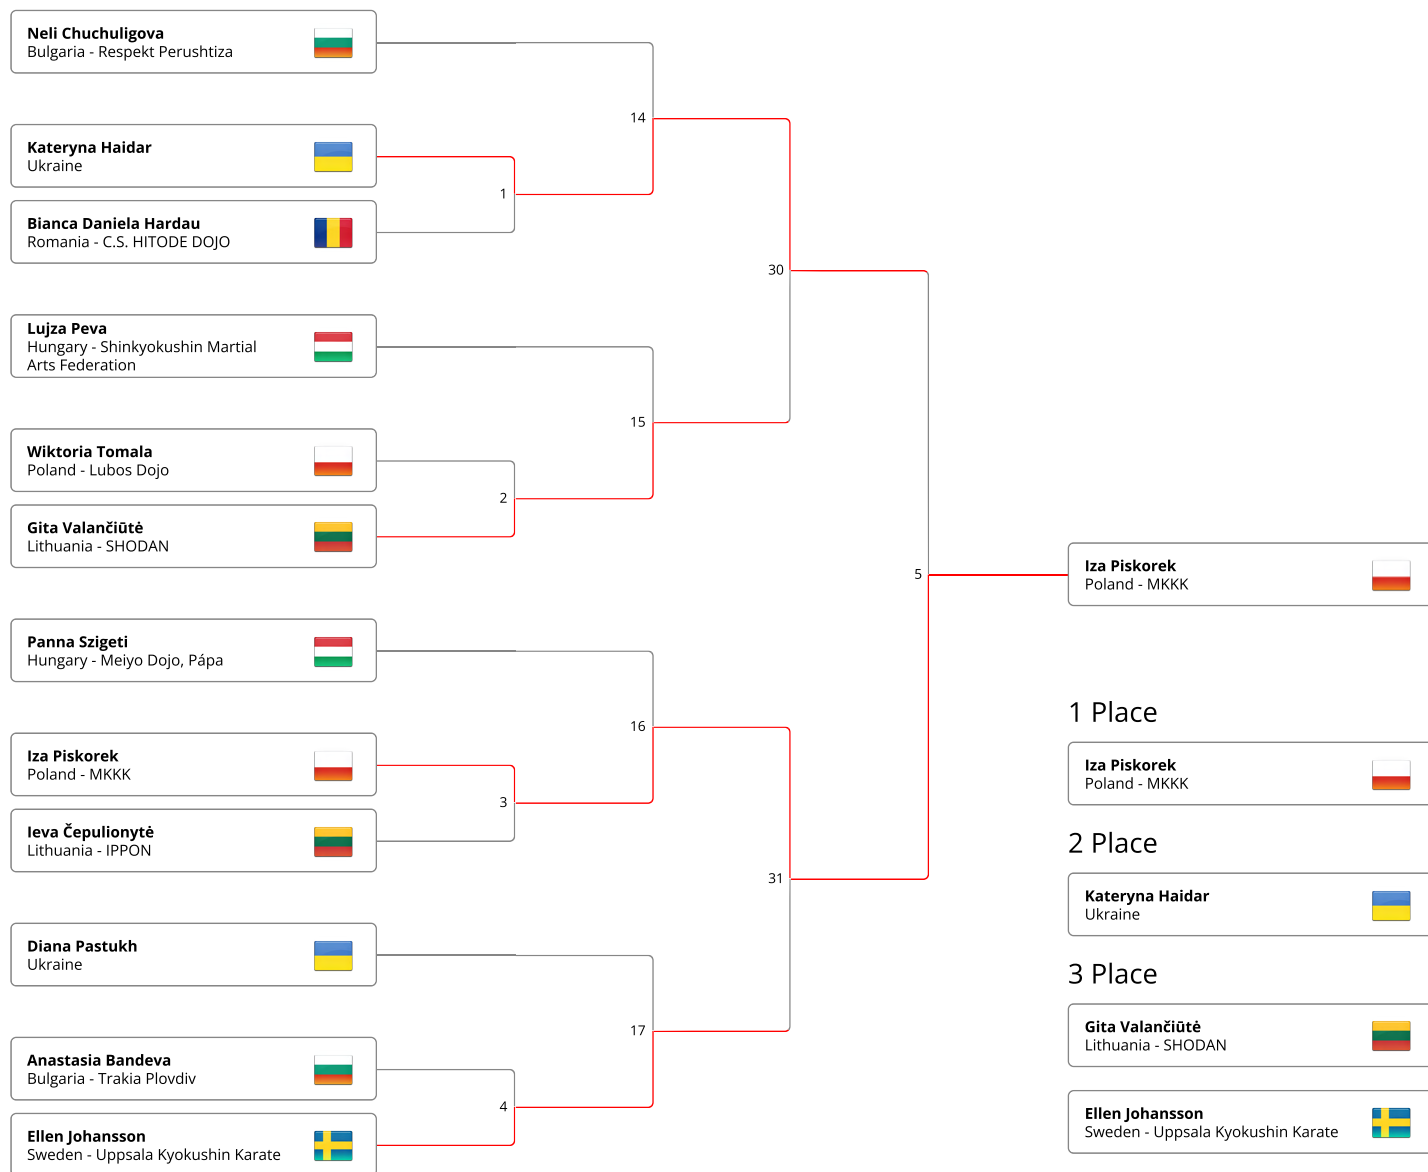 Neli Chuchuligova
Bulgaria - Respekt Perushtiza
14
Kateryna Haidar
Ukraine
1
Bianca Daniela Hardau
Romania - C.S. HITODE DOJO
30
Lujza Peva
Hungary - Shinkyokushin Martial
Arts Federation
15
Wiktoria Tomala
Poland - Lubos Dojo
2
Gita Valančiūtė
Lithuania - SHODAN
5
Iza Piskorek
Poland - MKKK
Panna Szigeti
Hungary - Meiyo Dojo, Pápa
16
Iza Piskorek
Poland - MKKK
3
Ieva Čepulionytė
Lithuania - IPPON
31
Diana Pastukh
Ukraine
17
Anastasia Bandeva
Bulgaria - Trakia Plovdiv
4
Ellen Johansson
Sweden - Uppsala Kyokushin Karate
1 Place
Iza Piskorek
Poland - MKKK
2 Place
Kateryna Haidar
Ukraine
3 Place
Gita Valančiūtė
Lithuania - SHODAN
Ellen Johansson
Sweden - Uppsala Kyokushin Karate